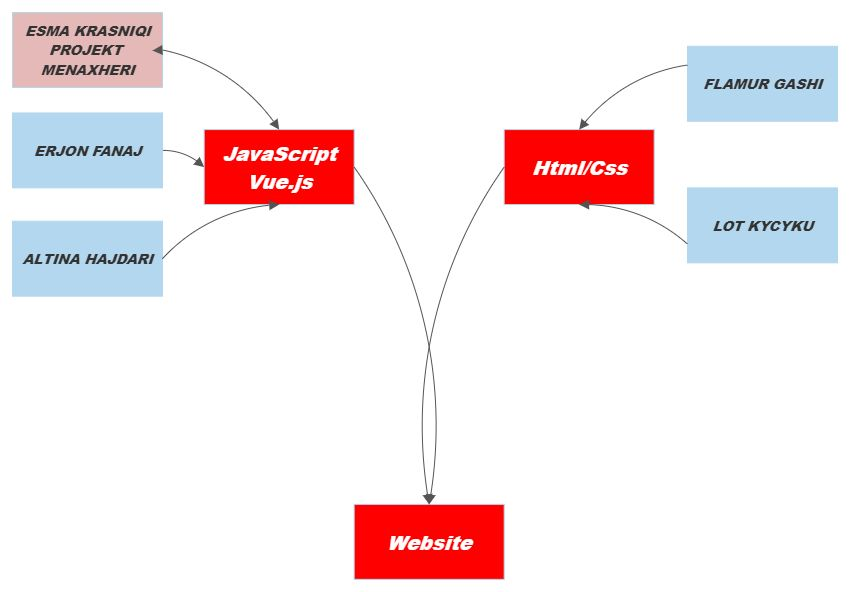 ESMA KRASNIQI
PROJEKT
MENAXHERI
ERJON FANAJ
ALTINA HAJDARI
JavaScript
Vue.js
Html/Css
FLAMUR GASHI
LOT KYCYKU
Website